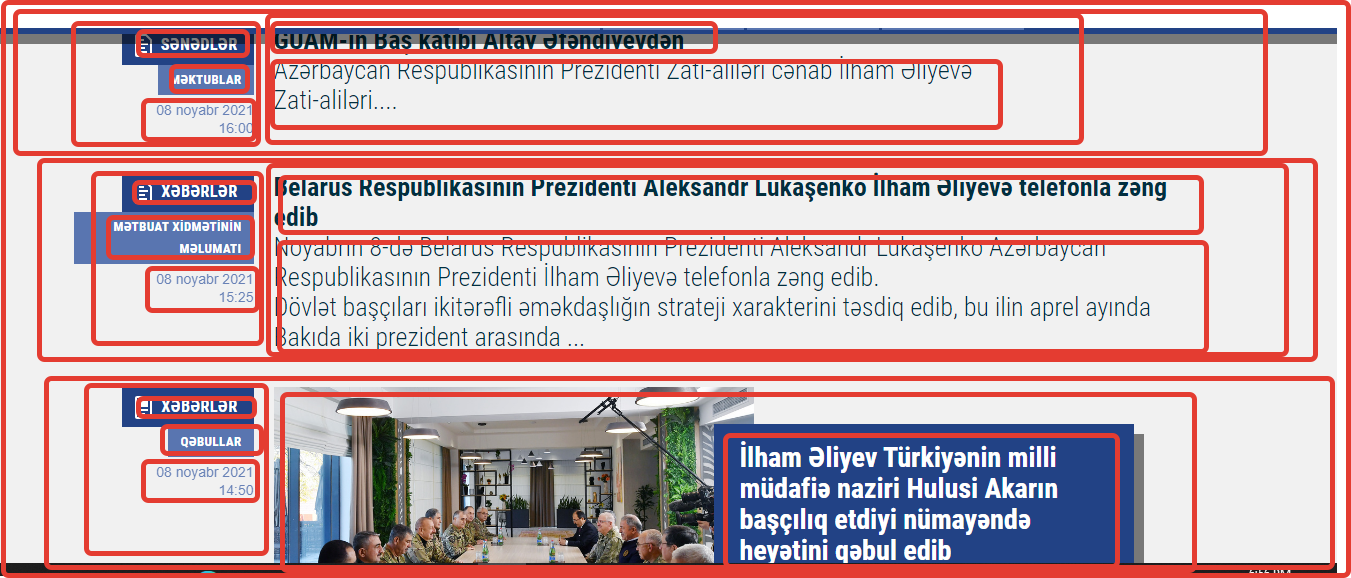 SƏNƏDLƏR
MƏKTUBLAR
08 noyabr 2021
16:00
GUAM-ın Baş katibi Altay Əfəndiyevdən
Azərbaycan Respublikasının Prezidenti Zati-aliləri cənab İlham Əliyevə
Zati-aliləri....
XƏBƏRLƏR
MƏTBUAT XİDMƏTİNİN
MƏLUMATI
08 noyabr 2021
15:25
Belarus Respublikasının Prezidenti Aleksandr Lukaşenko İlham Əliyevə telefonla zəng
edib
Noyabrın 8-də Belarus Respublikasının Prezidenti Aleksandr Lukaşenko Azərbaycan
Respublikasının Prezidenti İlham Əliyevə telefonla zəng edib.
Dövlət başçıları ikitərəfli əməkdaşlığın strateji xarakterini təsdiq edib, bu ilin aprel ayında
Bakıda iki prezident arasında ...
XƏBƏRLƏR
QƏBULLAR
08 noyabr 2021
14:50
İlham Əliyev Türkiyənin milli
müdafiə naziri Hulusi Akarın
başçılıq etdiyi nümayəndə
heyətini qəbul edib